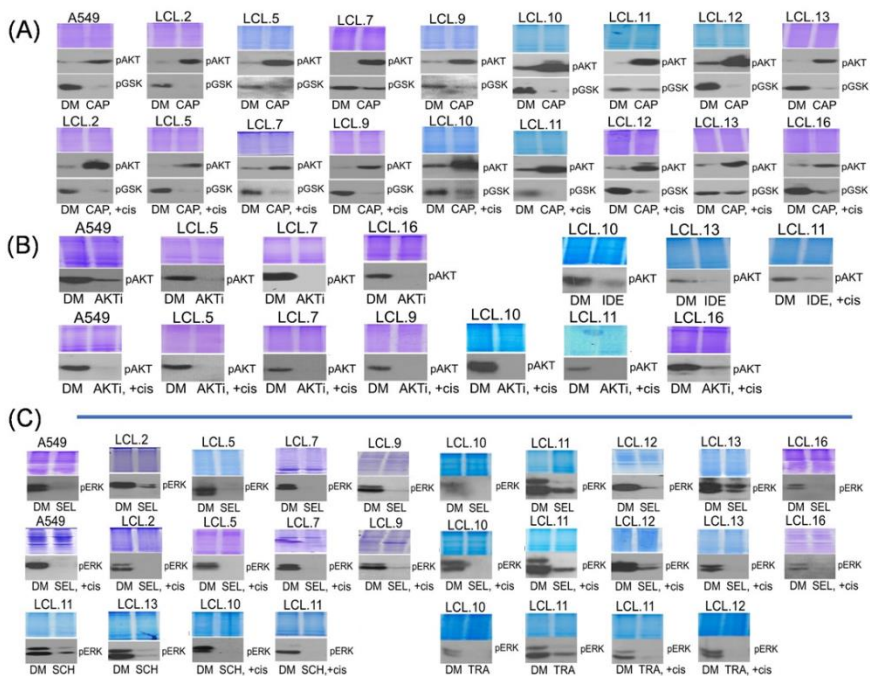 (A)
A549 LCL.2 LCL.5 LCL.7 LCL.9 LCL.10 LCL.11 LCL.12 LCL.13
pAKT pAKT pAKT pAKT pAKT pAKT pAKT pAKT pAKT
pGSK pGSK pGSK pGSK pGSK pGSK pGSK pGSK pGSK
DM CAP DM CAP DM CAP DM CAP DM CAP DM CAP DM CAP DM CAP DM CAP
LCL.2 LCL.5 LCL.7 LCL.9 LCL.10 LCL.11 LCL.12 LCL.13 LCL.16
pAKT pAKT pAKT pAKT pAKT pAKT pAKT pAKT pAKT
pGSK pGSK pGSK pGSK pGSK pGSK pGSK pGSK pGSK
DM CAP, +cis DM CAP, +cis DM CAP, +cis DM CAP, +cis DM CAP, +cis DM CAP, +cis DM CAP, +cis DM CAP, +cis DM CAP, +cis
(B)
A549 LCL.5 LCL.7 LCL.16 LCL.10 LCL.13 LCL.11
pAKT pAKT pAKT pAKT pAKT pAKT pAKT
DM AKTi DM AKTi DM AKTi DM AKTi DM IDE DM IDE DM IDE, +cis
A549 LCL.5 LCL.7 LCL.9 LCL.10 LCL.11 LCL.16
pAKT pAKT pAKT pAKT pAKT pAKT pAKT
DM AKTi, +cis DM AKTi, +cis DM AKTi, +cis DM AKTi, +cis DM AKTi, +cis DM AKTi, +cis DM AKTi, +cis
(C)
A549 LCL.2 LCL.5 LCL.7 LCL.9 LCL.10 LCL.11 LCL.12 LCL.13 LCL.16
pERK pERK pERK pERK pERK pERK pERK pERK pERK pERK
DM SEL DM SEL DM SEL DM SEL DM SEL DM SEL DM SEL DM SEL DM SEL DM SEL
A549 LCL.2 LCL.5 LCL.7 LCL.9 LCL.10 LCL.11 LCL.12 LCL.13 LCL.16
pERK pERK pERK pERK pERK pERK pERK pERK pERK pERK
DM SEL, +cis DM SEL, +cis DM SEL, +cis DM SEL, +cis DM SEL, +cis DM SEL, +cis DM SEL, +cis DM SEL, +cis DM SEL, +cis DM SEL, +cis
LCL.11 LCL.13 LCL.10 LCL.11 LCL.10 LCL.11 LCL.11 LCL.12
pERK pERK pERK pERK pERK pERK pERK pERK
DM SCH DM SCH DM SCH, +cis DM SCH,+cis DM TRA DM TRA DM TRA, +cis DM TRA, +cis